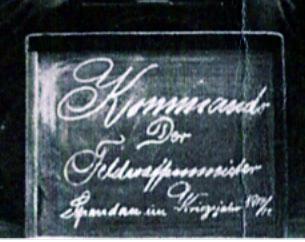 Kommando
Der
Feldwaffenmeister
Spandau im Kriegsjahr